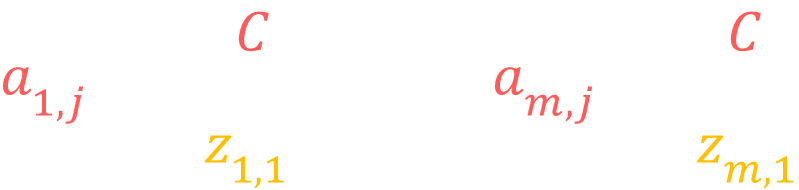 C C
a_{1,j} a_{m,j}
z_{1,1} z_{m,1}